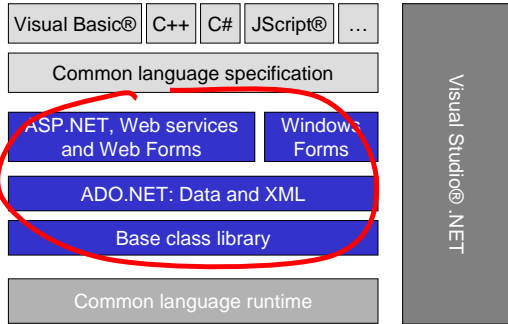 Visual Basic® C++ C# JScript® ...
Common language specification
ASP.NET, Web services
and Web Forms
Windows
Forms
ADO.NET: Data and XML
Base class library
Common language runtime
Visual Studio® .NET